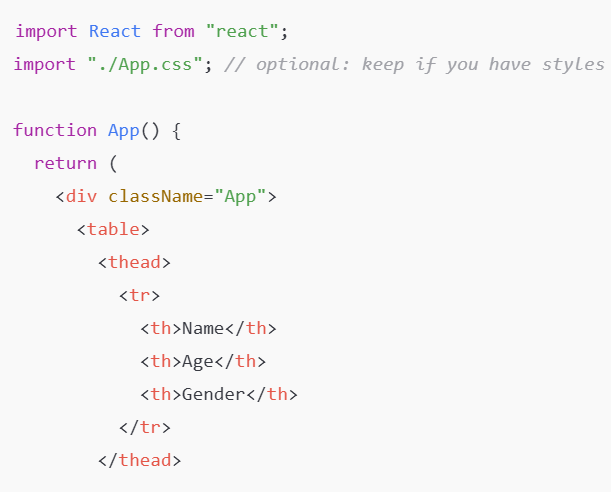 import React from "react";
import "./App.css"; // optional: keep if you have styles
function App() {
return (
<div className="App">
<table>
<thead>
<tr>
<th>Name</th>
<th>Age</th>
<th>Gender</th>
</tr>
</thead>